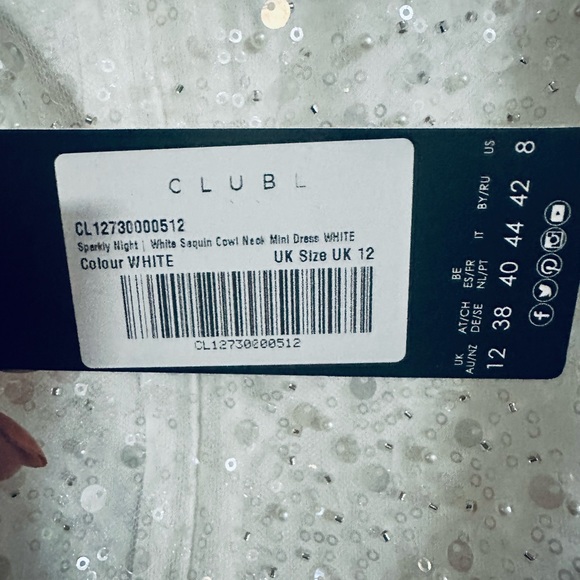 CLUB L
CL12730000512
Sparkly Night | White Saquin Cowl Neck Mini Dress WHITE
Colour WHITE UK Size UK 12
CL12730000512
UK
AU/NZ
12
AT/CH
DE/SE
38
BE
ES/FR
NL/PT
40
IT
44
BY/RU
42
US
8